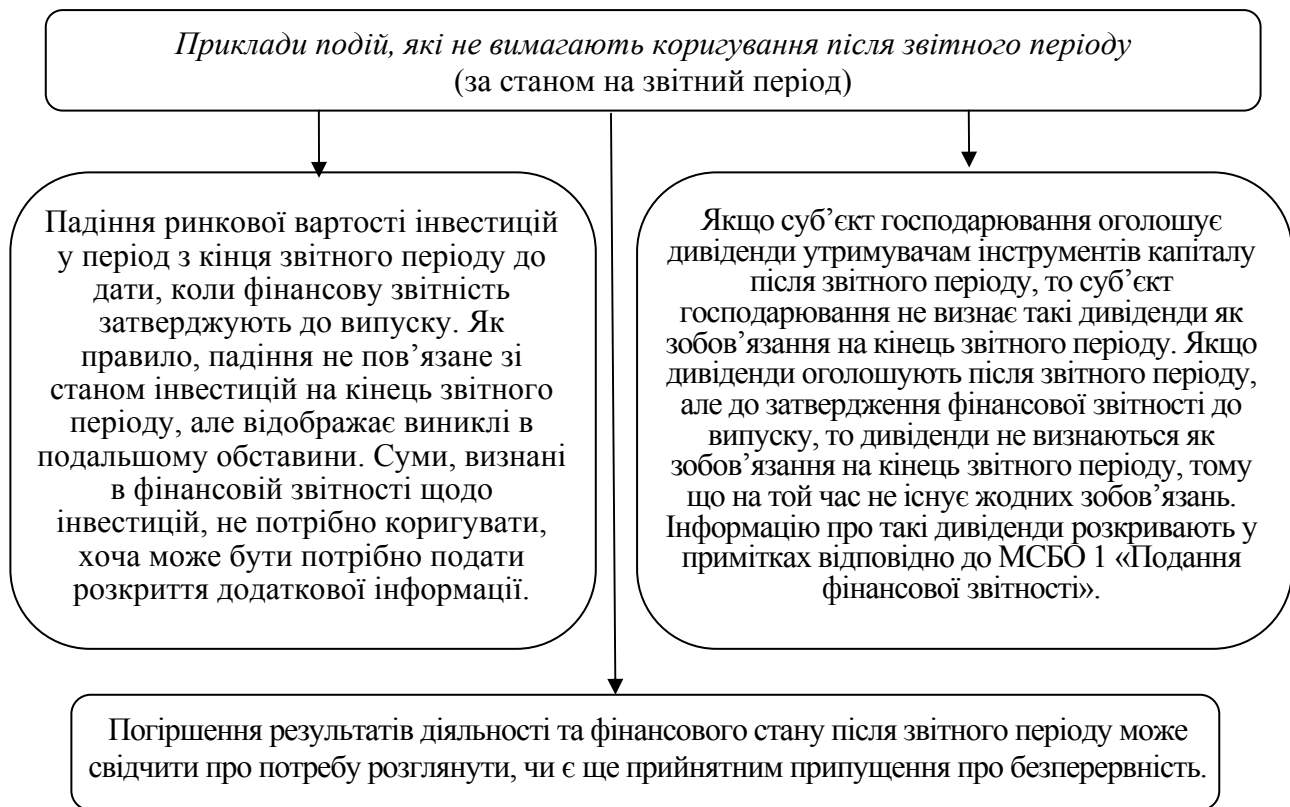 Приклади подій, які не вимагають коригування після звітного періоду
(за станом на звітний період)
Падіння ринкової вартості інвестицій
у період з кінця звітного періоду до
дати, коли фінансову звітність
затверджують до випуску. Як
правило, падіння не пов’язане зі
станом інвестицій на кінець звітного
періоду, але відображає виниклі в
подальшому обставини. Суми, визнані
в фінансовій звітності щодо
інвестицій, не потрібно коригувати,
хоча може бути потрібно подати
розкриття додаткової інформації.
Якщо суб’єкт господарювання оголошує
дивіденди утримувачам інструментів капіталу
після звітного періоду, то суб’єкт
господарювання не визнає такі дивіденди як
зобов’язання на кінець звітного періоду. Якщо
дивіденди оголошують після звітного періоду,
але до затвердження фінансової звітності до
випуску, то дивіденди не визнаються як
зобов’язання на кінець звітного періоду, тому
що на той час не існує жодних зобов’язань.
Інформацію про такі дивіденди розкривають у
примітках відповідно до МСБО 1 «Подання
фінансової звітності».
Погіршення результатів діяльності та фінансового стану після звітного періоду може
свідчити про потребу розглянути, чи є ще прийнятним припущення про безперервність.